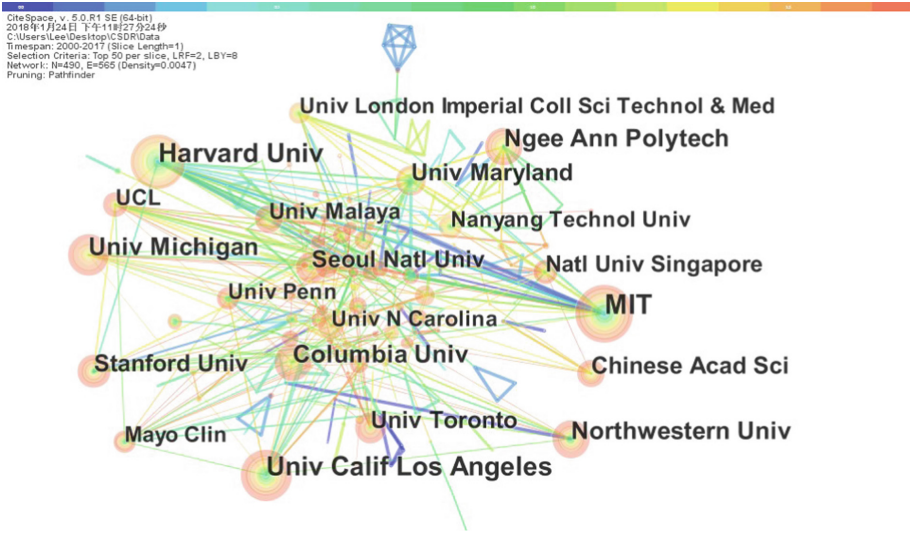 CiteSpace, v. 5.0.R1 SE (64-bit)
2018年1月24日 下午11时27分24秒
C:\Users\Lee\Desktop\CSDR\Data
Timespan: 2000-2017 (Slice Length=1)
Selection Criteria: Top 50 per slice, LRF=2, LBY=8
Network: N=490, E=565 (Density=0.0047)
Pruning: Pathfinder
Univ London Imperial Coll Sci Technol & Med
Ngee Ann Polytech
Harvard Univ
Univ Maryland
UCL
Univ Malaya
Nanyang Technol Univ
Univ Michigan
Seoul Natl Univ
Natl Univ Singapore
Univ Penn
MIT
Univ N Carolina
Columbia Univ
Stanford Univ
Chinese Acad Sci
Univ Toronto
Mayo Clin
Northwestern Univ
Univ Calif Los Angeles